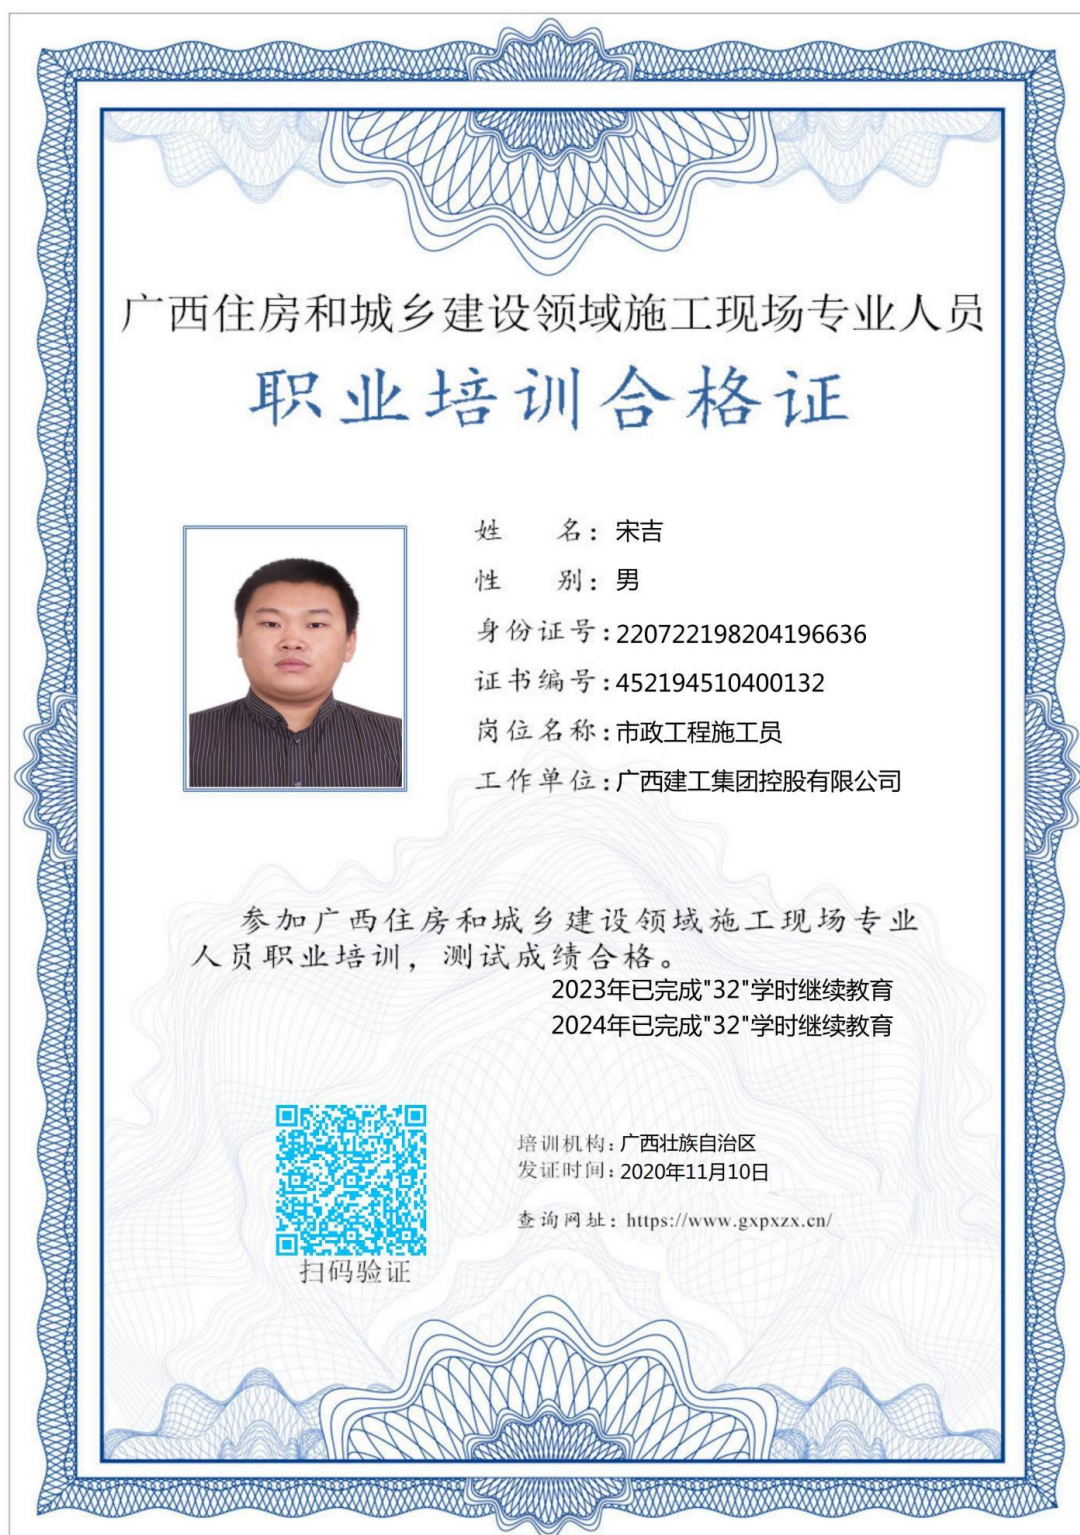 广西住房和城乡建设领域施工现场专业人员
职业培训合格证
姓 名：宋吉
性 别：男
身份证号：220722198204196636
证书编号：452194510400132
岗位名称：市政工程施工员
工作单位：广西建工集团控股有限公司
参加广西住房和城乡建设领域施工现场专业
人员职业培训，测试成绩合格。
2023年已完成"32"学时继续教育
2024年已完成"32"学时继续教育
培训机构：广西壮族自治区
发证时间：2020年11月10日
查询网址：https://www.gxpxzx.cn/
扫码验证